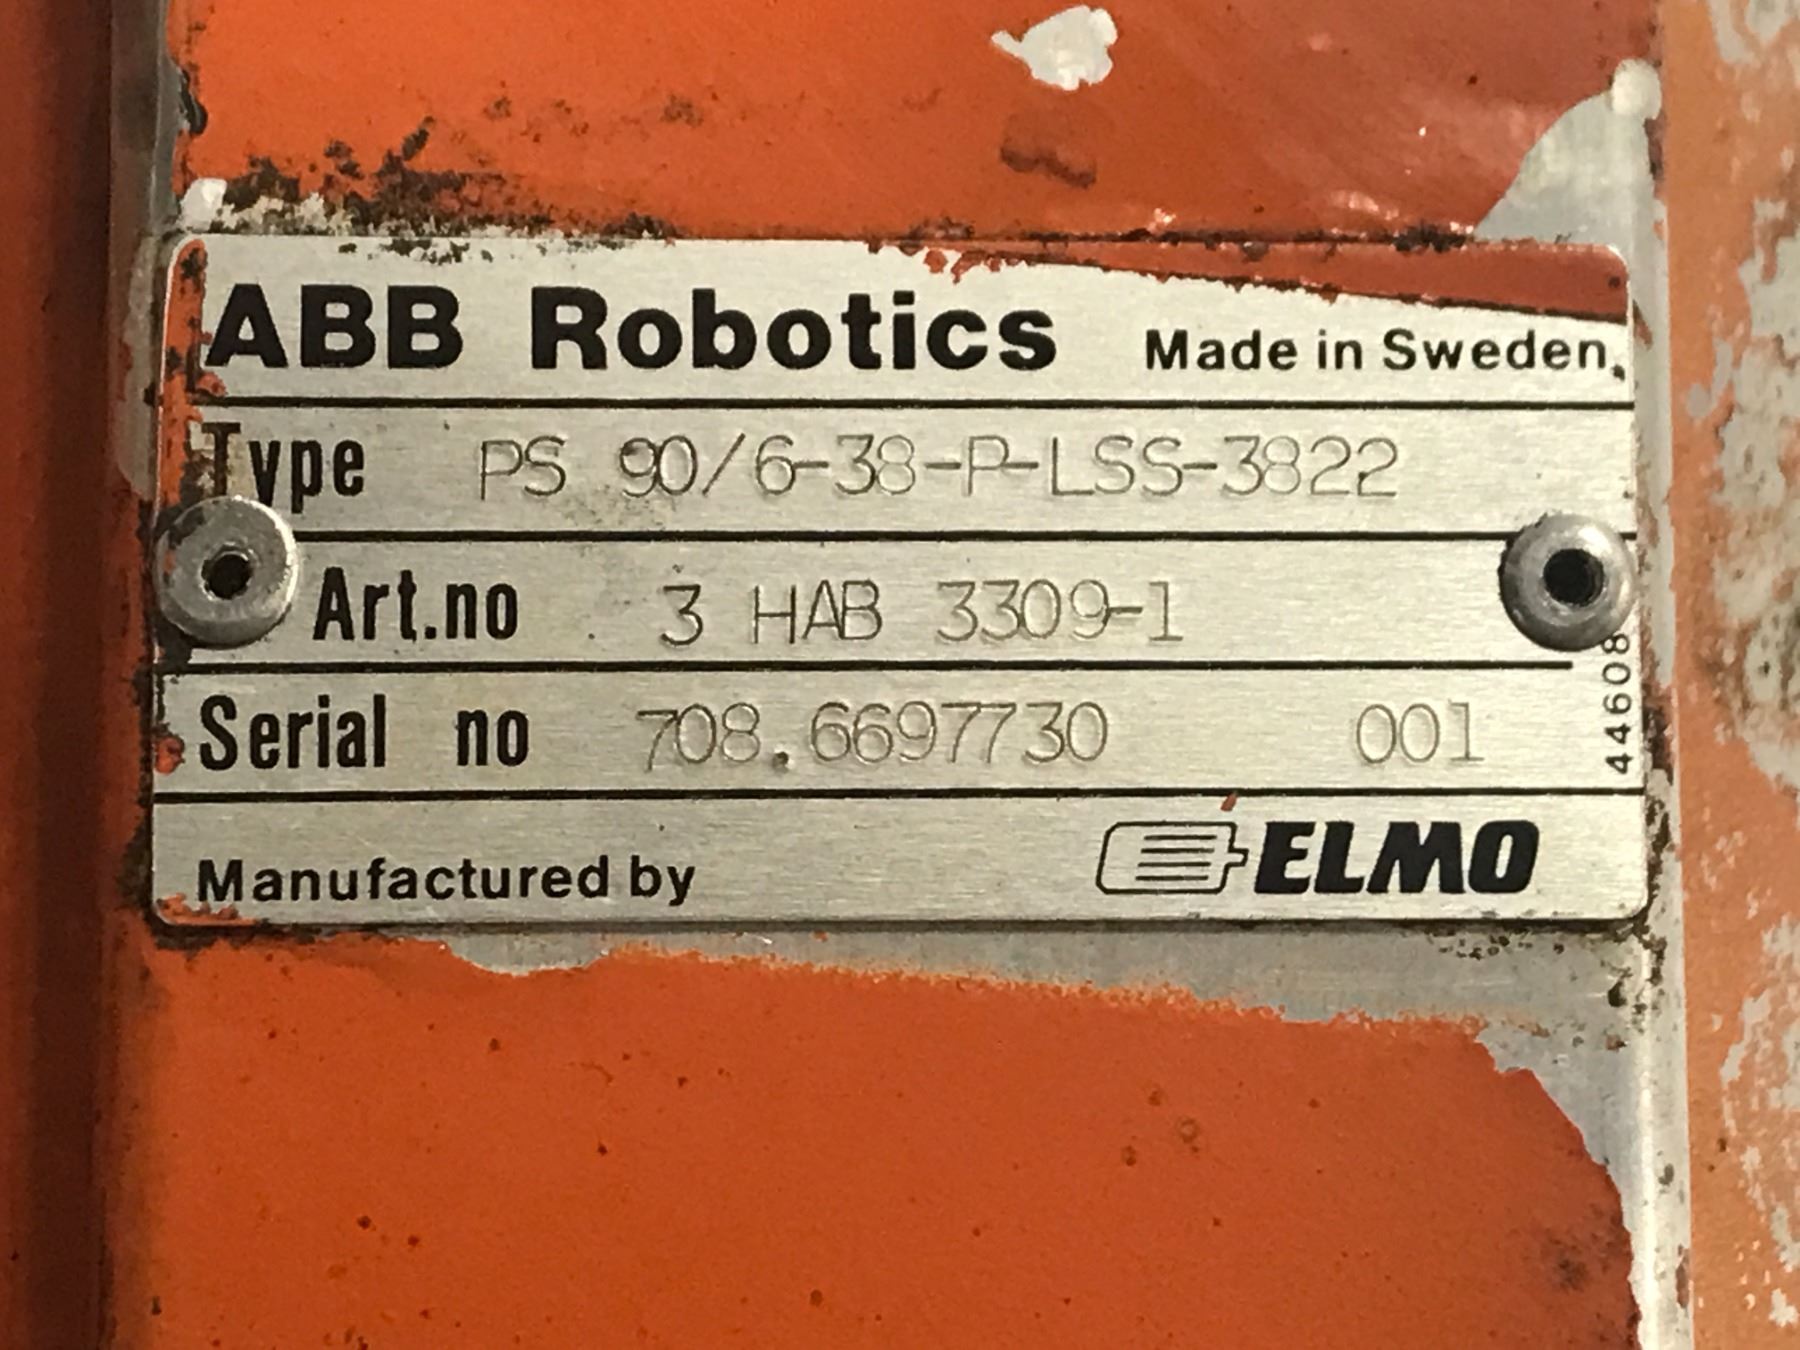 ABB Robotics Made in Sweden.
Type PS 90/6-38-P-LSS-3822
Art.no 3 HAB 3309-1
Serial no 708.6697730 001
44608
Manufactured by ELMO